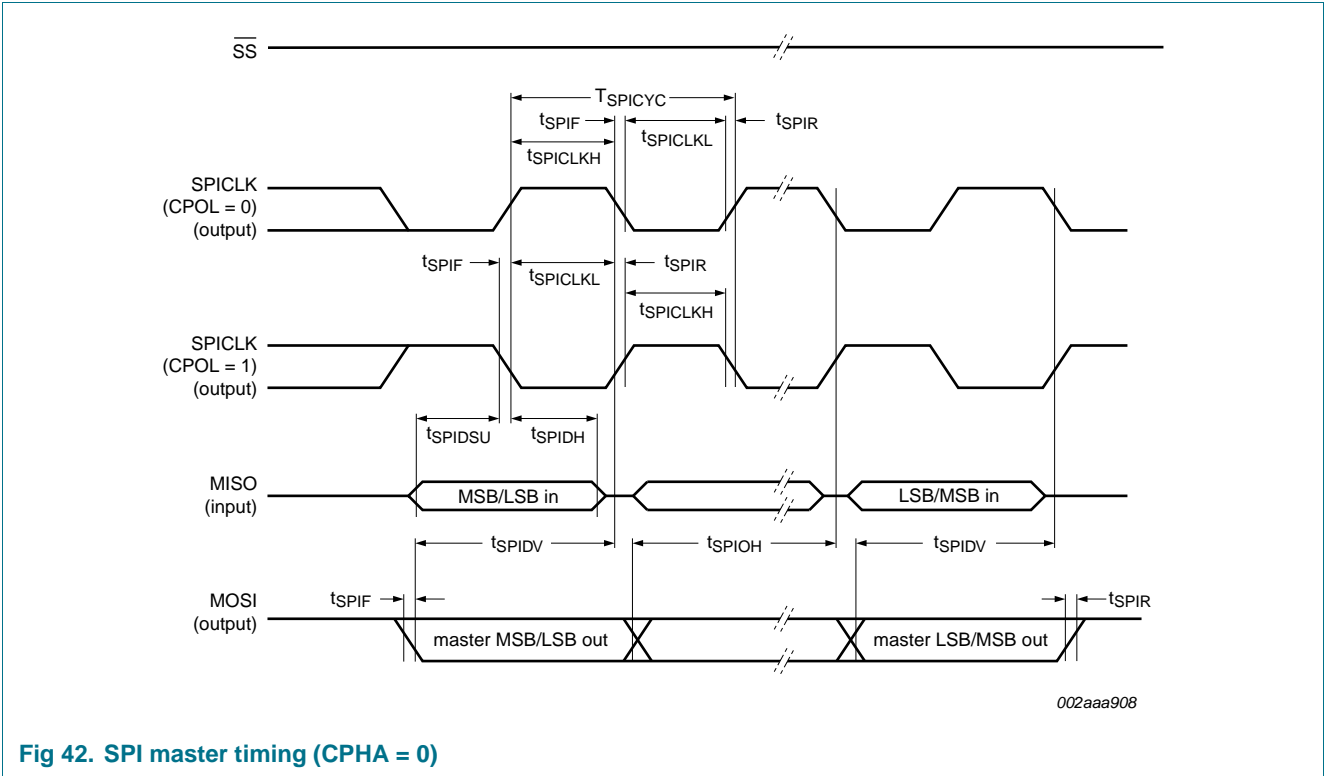 SS
TSPICYC
tSPIF
tSPICLKL
tSPIR
tSPICLKH
SPICLK
(CPOL = 0)
(output)
tSPIF
tSPICLKL
tSPIR
tSPICLKH
SPICLK
(CPOL = 1)
(output)
tSPIDSU
tSPIDH
MISO
(input)
MSB/LSB in
LSB/MSB in
tSPIDV
tSPIOH
tSPIDV
MOSI
(output)
tSPIF
tSPIR
master MSB/LSB out
master LSB/MSB out
002aaa908
Fig 42. SPI master timing (CPHA = 0)